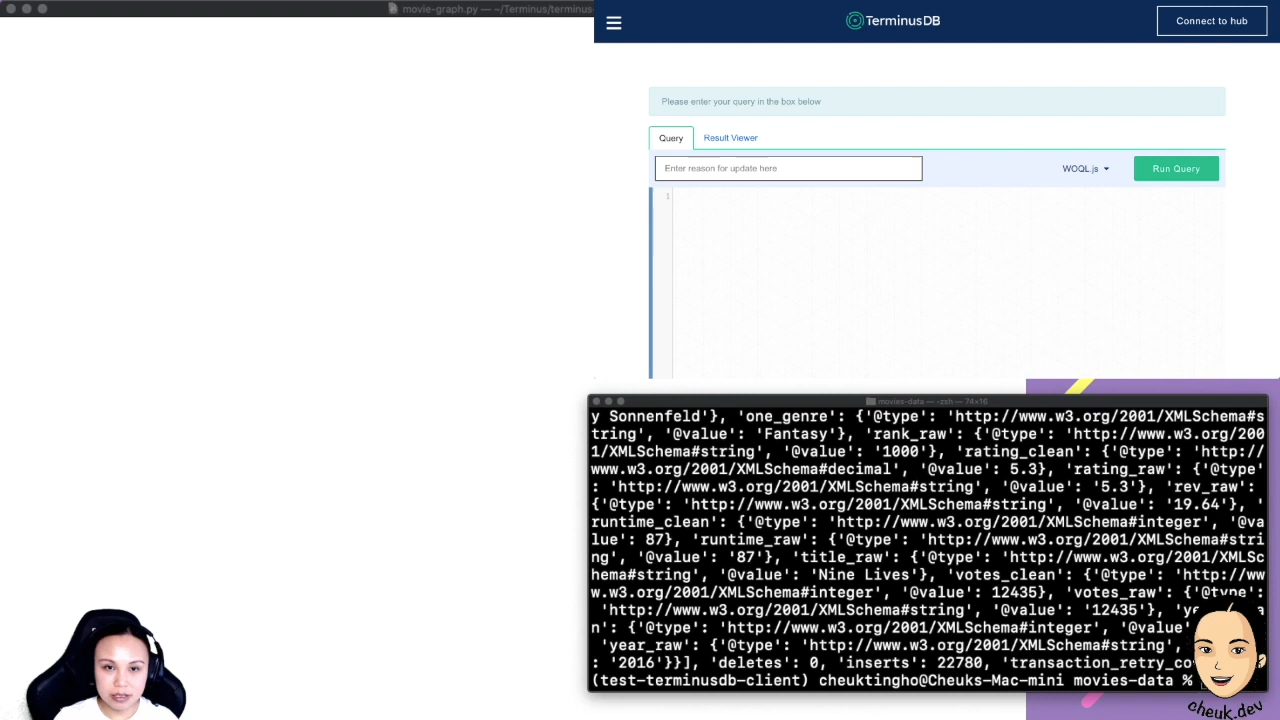 movie-graph.py — ~/Terminus/terminus
TerminusDB
Connect to hub
Please enter your query in the box below
Query
Result Viewer
Enter reason for update here
WOQL.js
Run Query
1
movies-data — -zsh — 74×16
y Sonnenfeld'}, 'one_genre': {'@type': 'http://www.w3.org/2001/XMLSchema#s
tring', '@value': 'Fantasy'}, 'rank_raw': {'@type': 'http://www.w3.org/200
1/XMLSchema#string', '@value': '1000'}, 'rating_clean': {'@type': 'http://
www.w3.org/2001/XMLSchema#decimal', '@value': 5.3}, 'rating_raw': {'@type'
: 'http://www.w3.org/2001/XMLSchema#string', '@value': '5.3'}, 'rev_raw':
{'@type': 'http://www.w3.org/2001/XMLSchema#string', '@value': '19.64'}, '
runtime_clean': {'@type': 'http://www.w3.org/2001/XMLSchema#integer', '@va
lue': 87}, 'runtime_raw': {'@type': 'http://www.w3.org/2001/XMLSchema#stri
ng', '@value': '87'}, 'title_raw': {'@type': 'http://www.w3.org/2001/XMLSc
hema#string', '@value': 'Nine Lives'}, 'votes_clean': {'@type': 'http://ww
w.w3.org/2001/XMLSchema#integer', '@value': 12435}, 'votes_raw': {'@type':
'http://www.w3.org/2001/XMLSchema#string', '@value': '12435'}, 'ye
n': {'@type': 'http://www.w3.org/2001/XMLSchema#integer', '@value'
'year_raw': {'@type': 'http://www.w3.org/2001/XMLSchema#string',
: '2016'}}], 'deletes': 0, 'inserts': 22780, 'transaction_retry_co
(test-terminusdb-client) cheuktingho@Cheuks-Mac-mini movies-data %
cheuk.dev